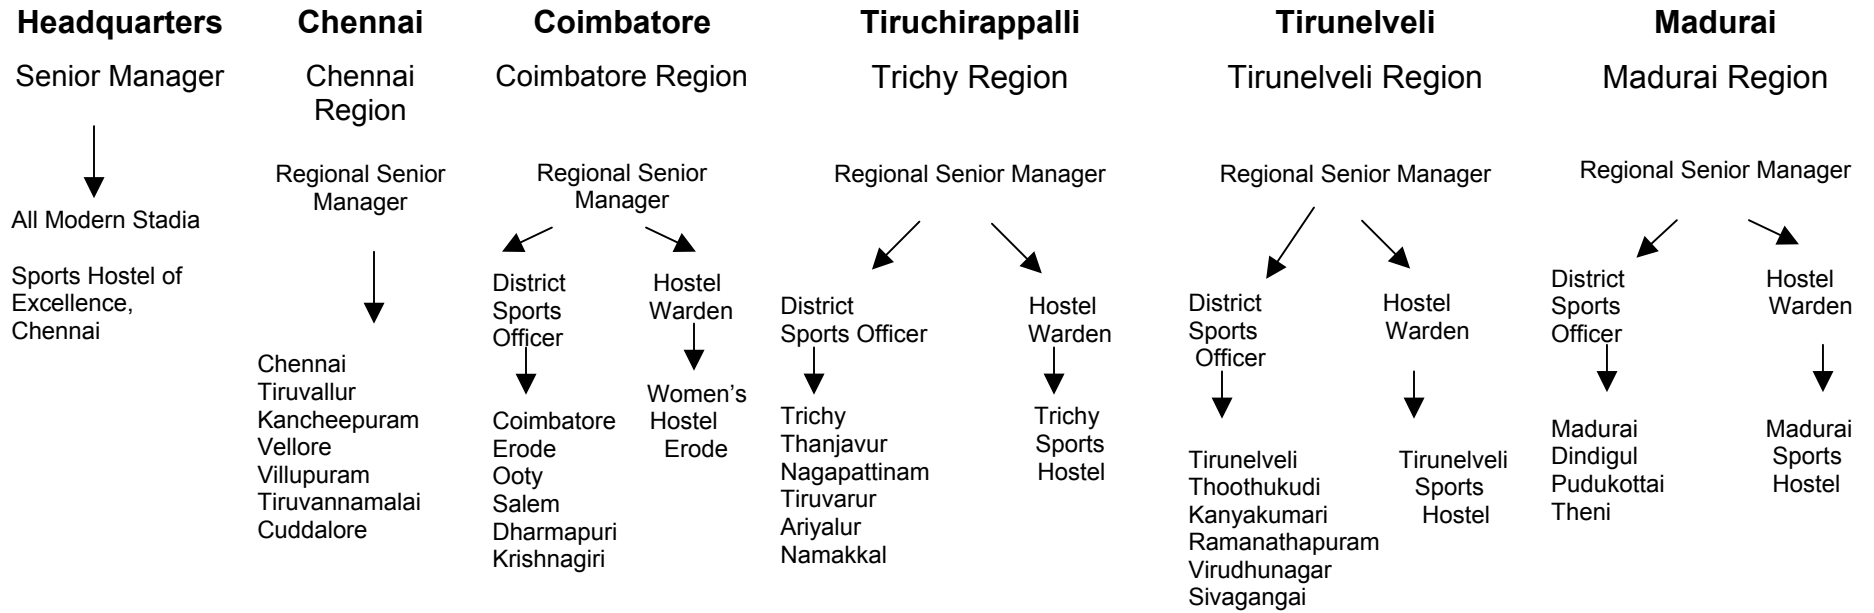 Headquarters
Senior Manager
All Modern Stadia
Sports Hostel of
Excellence,
Chennai
Chennai
Chennai
Region
Regional Senior
Manager
Chennai
Tiruvallur
Kancheepuram
Vellore
Villupuram
Tiruvannamalai
Cuddalore
Coimbatore
Coimbatore Region
Regional Senior
Manager
District
Sports
Officer
Coimbatore
Erode
Ooty
Salem
Dharmapuri
Krishnagiri
Hostel
Warden
Women’s
Hostel
Erode
Tiruchirappalli
Trichy Region
Regional Senior Manager
District
Sports Officer
Trichy
Thanjavur
Nagapattinam
Tiruvarur
Ariyalur
Namakkal
Hostel
Warden
Trichy
Sports
Hostel
Tirunelveli
Tirunelveli Region
Regional Senior Manager
District
Sports
Officer
Tirunelveli
Thoothukudi
Kanyakumari
Ramanathapuram
Virudhunagar
Sivagangai
Hostel
Warden
Tirunelveli
Sports
Hostel
Madurai
Madurai Region
Regional Senior Manager
District
Sports
Officer
Madurai
Dindigul
Pudukottai
Theni
Hostel
Warden
Madurai
Sports
Hostel